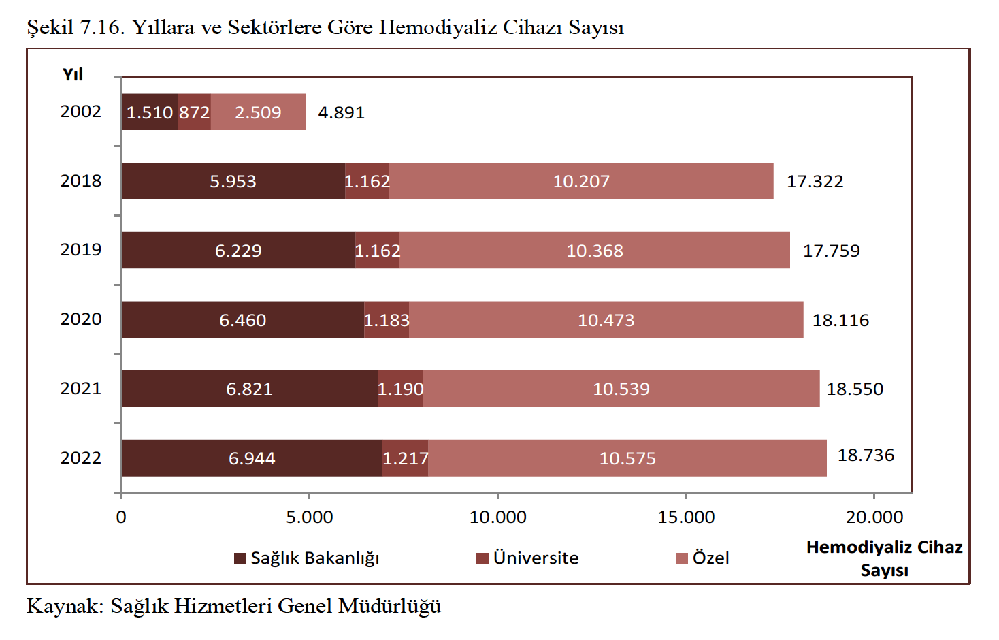 Şekil 7.16. Yıllara ve Sektörlere Göre Hemodiyaliz Cihazı Sayısı
Yıl
2002 1.510 872 2.509 4.891
2018 5.953 1.162 10.207 17.322
2019 6.229 1.162 10.368 17.759
2020 6.460 1.183 10.473 18.116
2021 6.821 1.190 10.539 18.550
2022 6.944 1.217 10.575 18.736
0 5.000 10.000 15.000 20.000
Sağlık Bakanlığı Üniversite Özel
Hemodiyaliz Cihaz
Sayısı
Kaynak: Sağlık Hizmetleri Genel Müdürlüğü